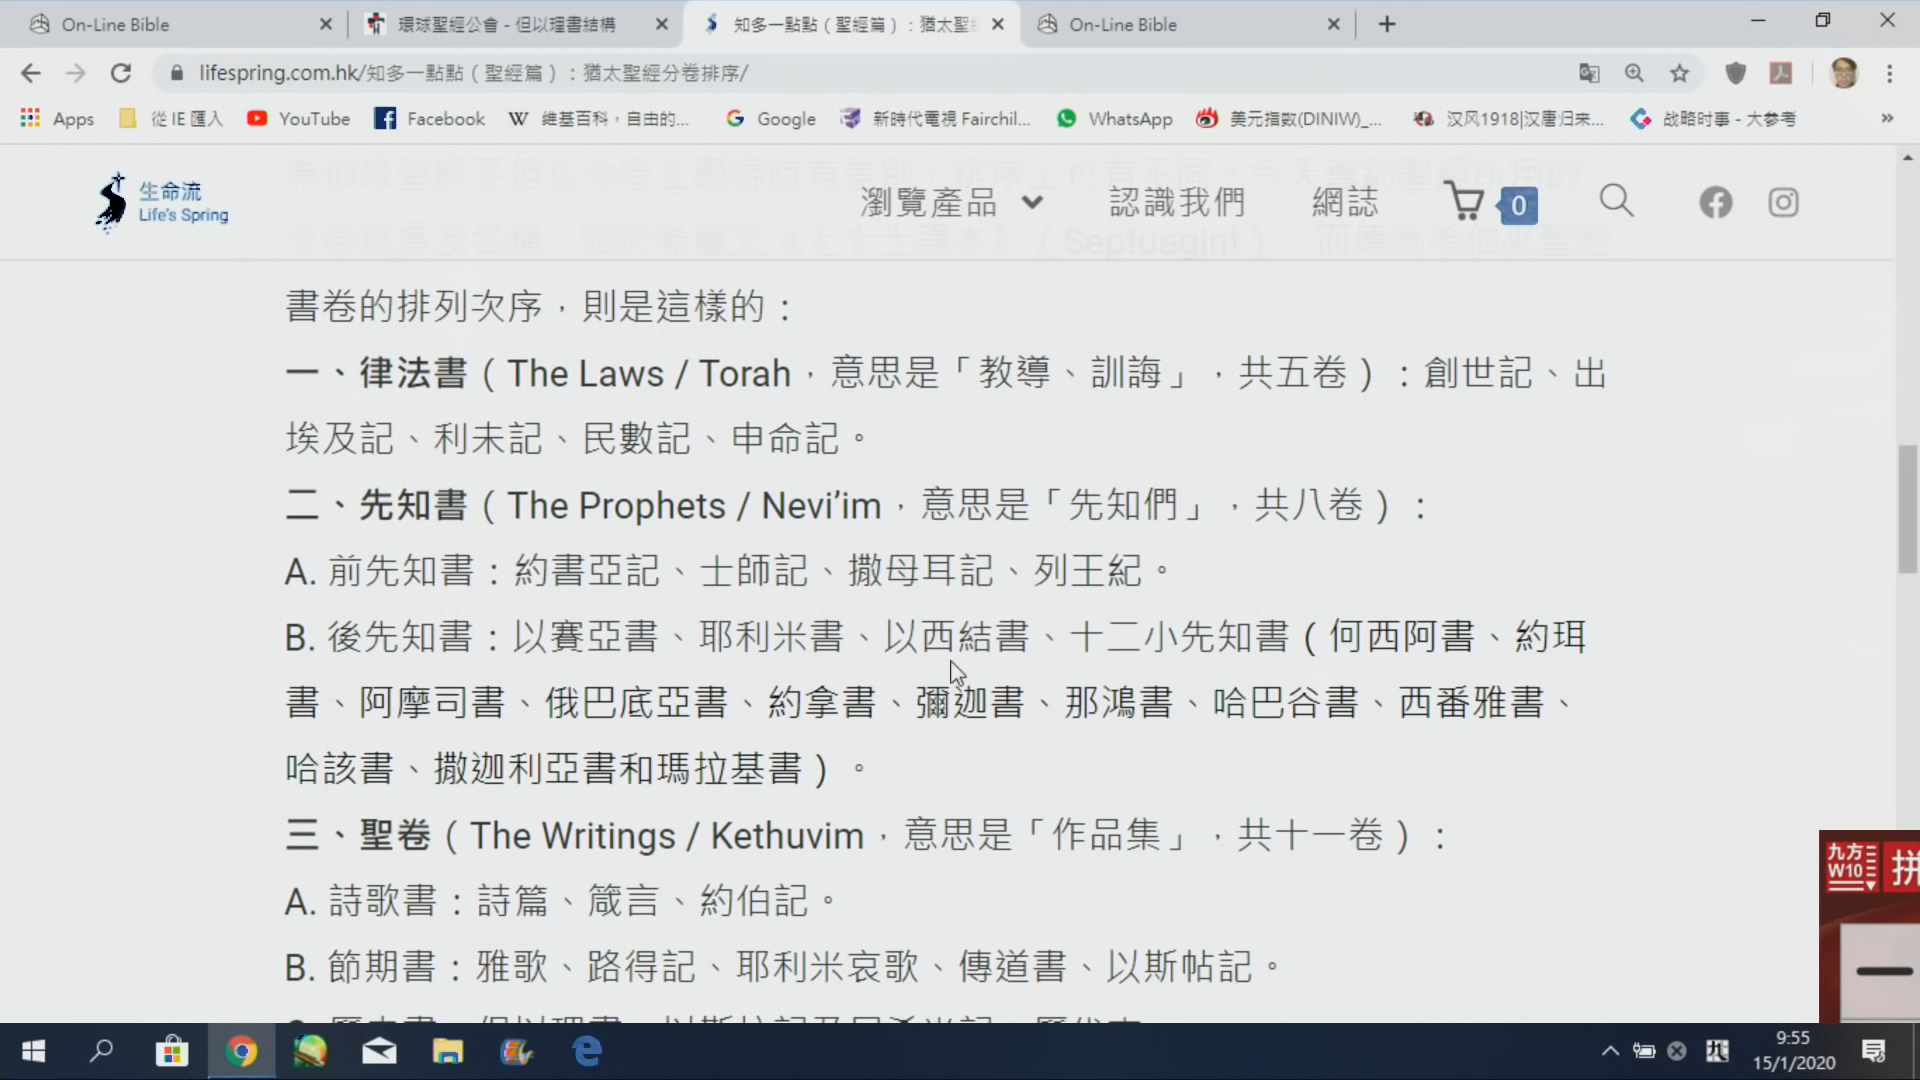 On-Line Bible
環球聖經公會 - 但以理書結構
知多一點點（聖經篇）：猶太聖經
On-Line Bible
lifespring.com.hk/知多一點點（聖經篇）：猶太聖經分卷排序/
Apps
從 IE 匯入
YouTube
Facebook
維基百科，自由的...
Google
新時代電視 Fairchil...
WhatsApp
美元指数(DINIW)_...
汉风1918|汉唐归来...
战略时事 - 大参考
»
生命流
Life's Spring
瀏覽產品
認識我們
網誌
0
書卷的排列次序，則是這樣的：
一、律法書（The Laws / Torah，意思是「教導、訓誨」，共五卷）：創世記、出
埃及記、利未記、民數記、申命記。
二、先知書（The Prophets / Nevi’im，意思是「先知們」，共八卷）：
A. 前先知書：約書亞記、士師記、撒母耳記、列王紀。
B. 後先知書：以賽亞書、耶利米書、以西結書、十二小先知書（何西阿書、約珥
書、阿摩司書、俄巴底亞書、約拿書、彌迦書、那鴻書、哈巴谷書、西番雅書、
哈該書、撒迦利亞書和瑪拉基書）。
三、聖卷（The Writings / Kethuvim，意思是「作品集」，共十一卷）：
A. 詩歌書：詩篇、箴言、約伯記。
B. 節期書：雅歌、路得記、耶利米哀歌、傳道書、以斯帖記。
九方
W10
拼
9:55
15/1/2020